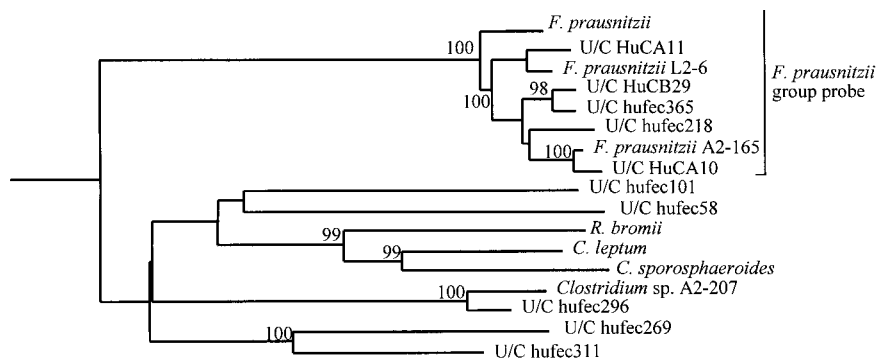 F. prausnitzii
100
U/C HuCA11
F. prausnitzii L2-6
100
U/C HuCB29
98
U/C hufec365
U/C hufec218
F. prausnitzii A2-165
100
U/C HuCA10
F. prausnitzii
group probe
U/C hufec101
U/C hufec58
R. bromii
99
C. leptum
99
C. sporosphaeroides
Clostridium sp. A2-207
100
U/C hufec296
U/C hufec269
100
U/C hufec311